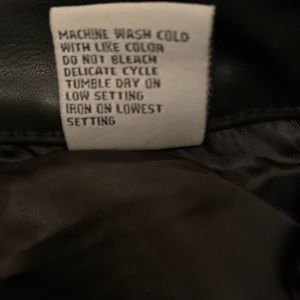 MACHINE WASH COLD
WITH LIKE COLOR
DO NOT BLEACH
DELICATE CYCLE
TUMBLE DRY ON
LOW SETTING
IRON ON LOWEST
SETTING